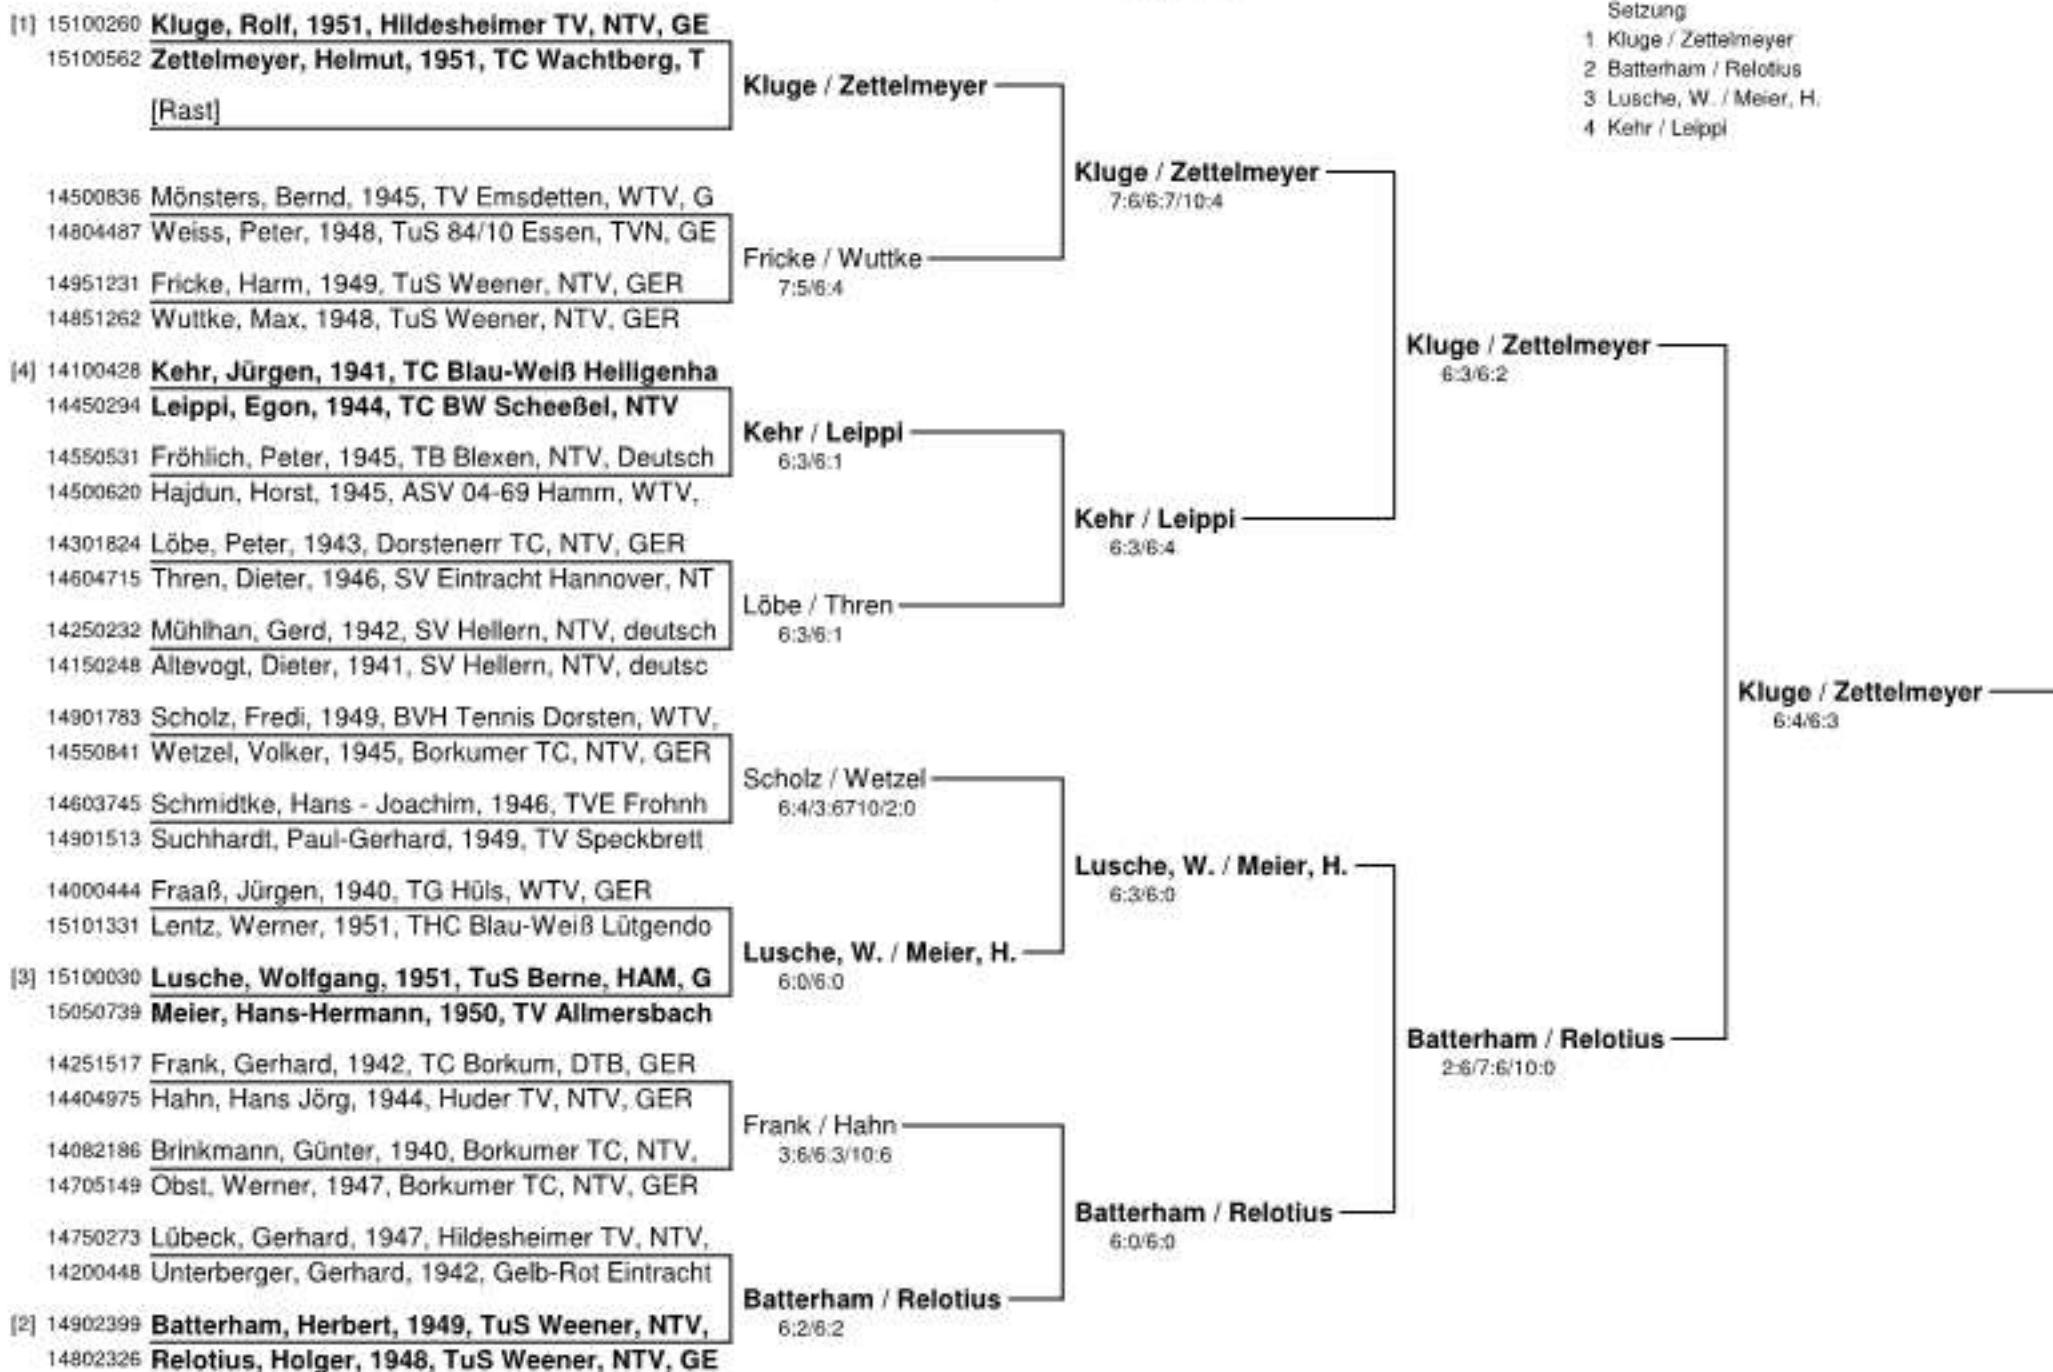 Setzung
1 Kluge / Zettelmeyer
2 Batterham / Relotius
3 Lusche, W. / Meier, H.
4 Kehr / Leippi
[1] 15100260 Kluge, Rolf, 1951, Hildesheimer TV, NTV, GE
15100562 Zettelmeyer, Helmut, 1951, TC Wachtberg, T
Kluge / Zettelmeyer
[Rast]
Kluge / Zettelmeyer
7:6/6:7/10:4
14500836 Mönsters, Bernd, 1945, TV Emsdetten, WTV, G
14804487 Weiss, Peter, 1948, TuS 84/10 Essen, TVN, GE
Fricke / Wuttke
7:5/6:4
14951231 Fricke, Harm, 1949, TuS Weener, NTV, GER
14851262 Wuttke, Max, 1948, TuS Weener, NTV, GER
Kluge / Zettelmeyer
6:3/6:2
[4] 14100428 Kehr, Jürgen, 1941, TC Blau-Weiß Heiligenha
14450294 Leippi, Egon, 1944, TC BW Scheeßel, NTV
Kehr / Leippi
6:3/6:1
14550531 Fröhlich, Peter, 1945, TB Blexen, NTV, Deutsch
14500620 Hajdun, Horst, 1945, ASV 04-69 Hamm, WTV,
Kehr / Leippi
6:3/6:4
14301824 Löbe, Peter, 1943, Dorstenerr TC, NTV, GER
14604715 Thren, Dieter, 1946, SV Eintracht Hannover, NT
Löbe / Thren
6:3/6:1
14250232 Mühlhan, Gerd, 1942, SV Hellern, NTV, deutsch
14150248 Altevogt, Dieter, 1941, SV Hellern, NTV, deutsc
Kluge / Zettelmeyer
6:4/6:3
14901783 Scholz, Fredi, 1949, BVH Tennis Dorsten, WTV,
14550841 Wetzel, Volker, 1945, Borkumer TC, NTV, GER
Scholz / Wetzel
6:4/3:6710/2:0
14603745 Schmidtke, Hans - Joachim, 1946, TVE Frohnh
14901513 Suchhardt, Paul-Gerhard, 1949, TV Speckbrett
Lusche, W. / Meier, H.
6:3/6:0
14000444 Fraaß, Jürgen, 1940, TG Hüls, WTV, GER
15101331 Lentz, Werner, 1951, THC Blau-Weiß Lütgendo
Lusche, W. / Meier, H.
6:0/6:0
[3] 15100030 Lusche, Wolfgang, 1951, TuS Berne, HAM, G
15050739 Meier, Hans-Hermann, 1950, TV Allmersbach
Batterham / Relotius
2:6/7:6/10:0
14251517 Frank, Gerhard, 1942, TC Borkum, DTB, GER
14404975 Hahn, Hans Jörg, 1944, Huder TV, NTV, GER
Frank / Hahn
3:6/6:3/10:6
14082186 Brinkmann, Günter, 1940, Borkumer TC, NTV,
14705149 Obst, Werner, 1947, Borkumer TC, NTV, GER
Batterham / Relotius
6:0/6:0
14750273 Lübeck, Gerhard, 1947, Hildesheimer TV, NTV,
14200448 Unterberger, Gerhard, 1942, Gelb-Rot Eintracht
Batterham / Relotius
6:2/6:2
[2] 14902399 Batterham, Herbert, 1949, TuS Weener, NTV,
14802326 Relotius, Holger, 1948, TuS Weener, NTV, GE